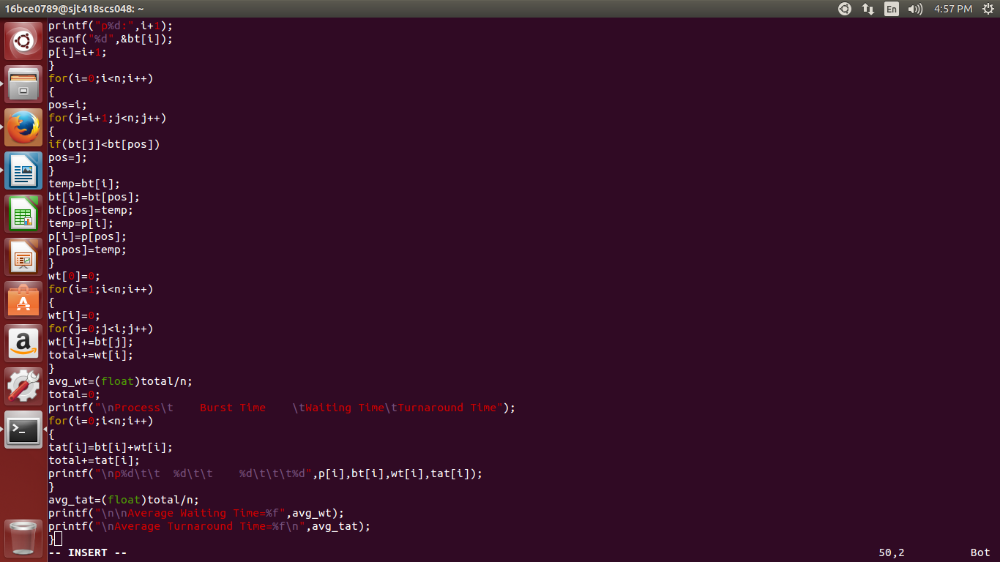 16bce0789@sjt418scs048: ~
En
4:57 PM
printf("p%d:",i+1);
scanf("%d",&bt[i]);
p[i]=i+1;
}
for(i=0;i<n;i++)
{
pos=i;
for(j=i+1;j<n;j++)
{
if(bt[j]<bt[pos])
pos=j;
}
temp=bt[i];
bt[i]=bt[pos];
bt[pos]=temp;
temp=p[i];
p[i]=p[pos];
p[pos]=temp;
}
wt[0]=0;
for(i=1;i<n;i++)
{
wt[i]=0;
for(j=0;j<i;j++)
wt[i]+=bt[j];
total+=wt[i];
}
avg_wt=(float)total/n;
total=0;
printf("\nProcess\t    Burst Time    \tWaiting Time\tTurnaround Time");
for(i=0;i<n;i++)
{
tat[i]=bt[i]+wt[i];
total+=tat[i];
printf("\np%d\t\t  %d\t\t    %d\t\t\t%d",p[i],bt[i],wt[i],tat[i]);
}
avg_tat=(float)total/n;
printf("\n\nAverage Waiting Time=%f",avg_wt);
printf("\nAverage Turnaround Time=%f\n",avg_tat);
}
-- INSERT --
50,2
Bot